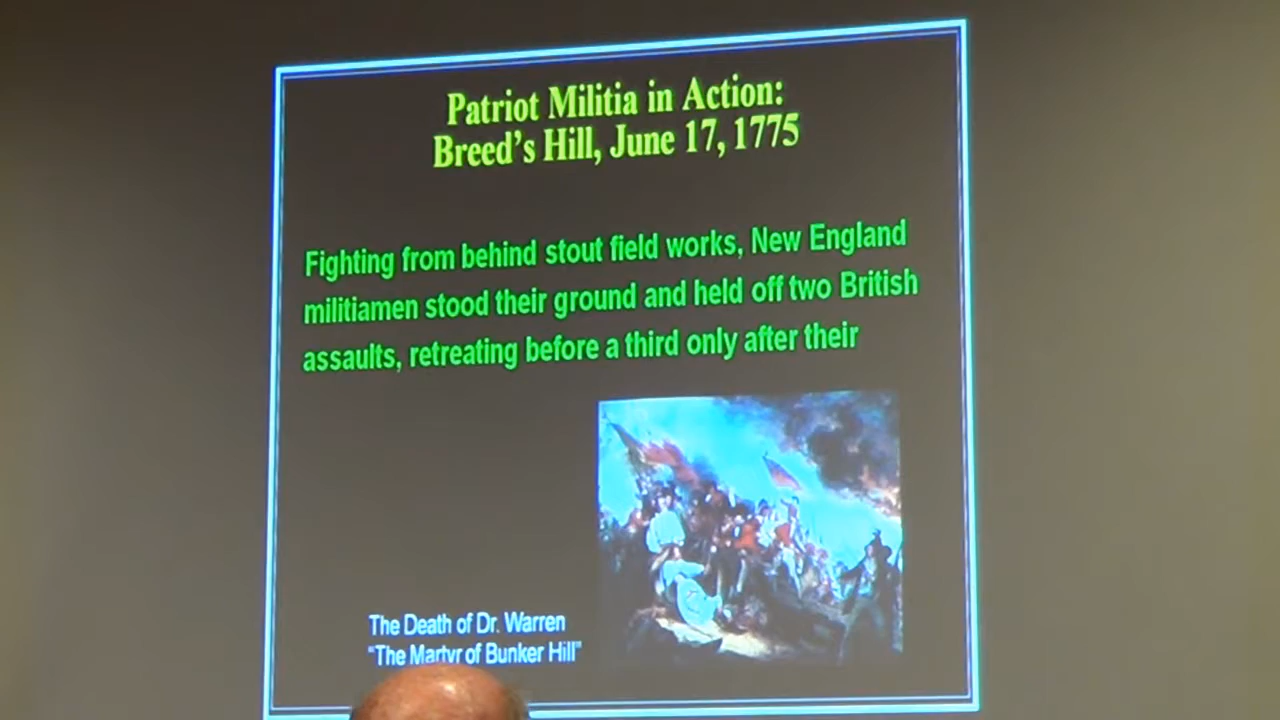 Patriot Militia in Action:
Breed's Hill, June 17, 1775
Fighting from behind stout field works, New England
militiamen stood their ground and held off two British
assaults, retreating before a third only after their
The Death of Dr. Warren
"The Martyr of Bunker Hill"